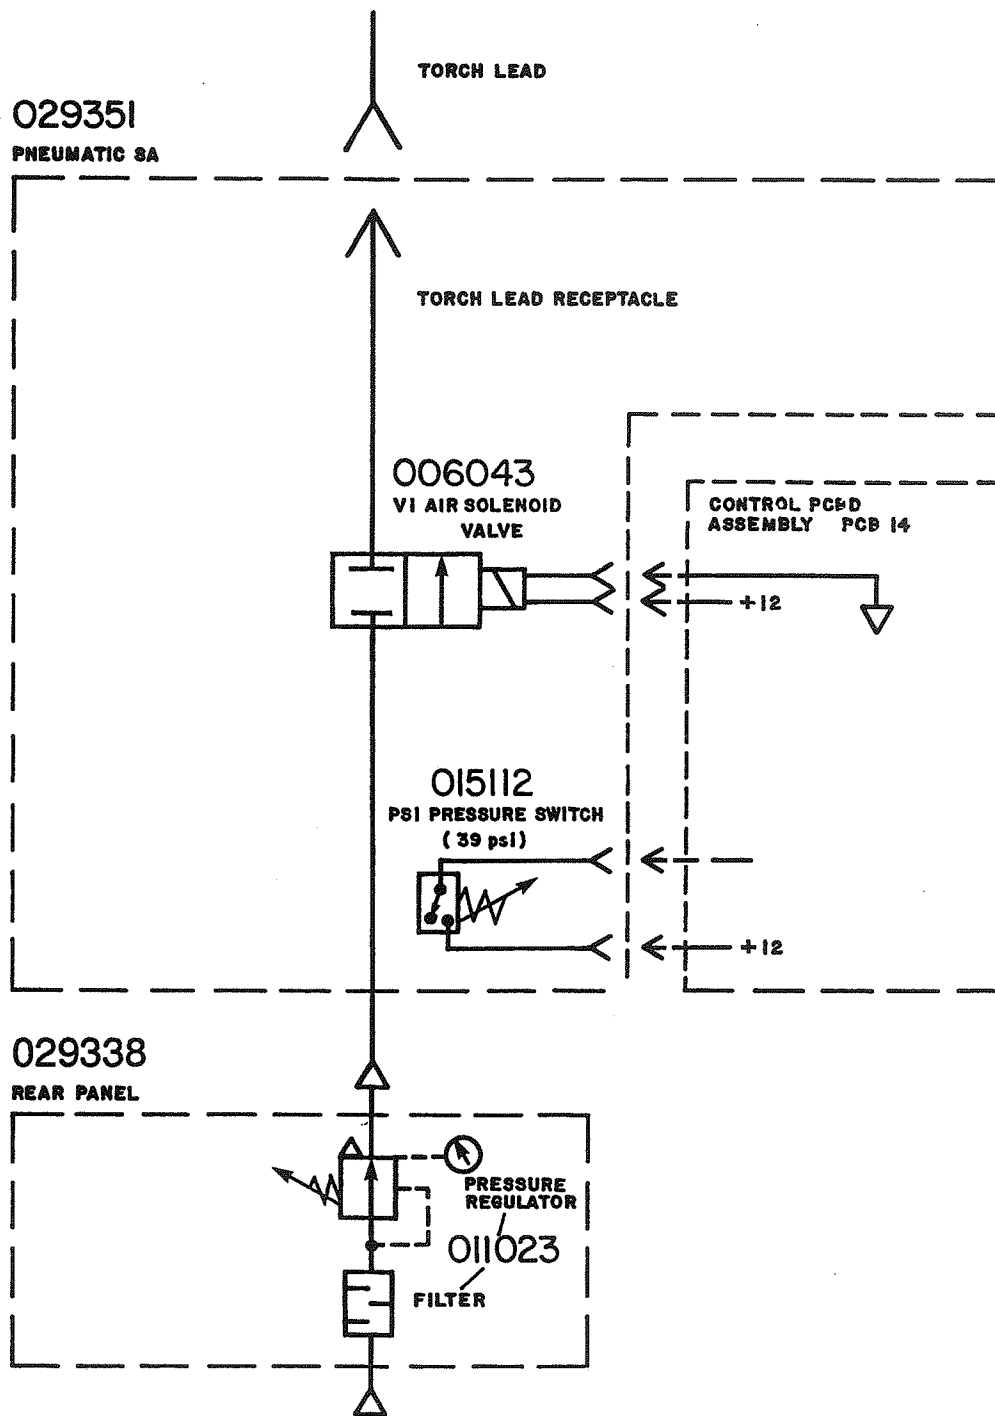 TORCH LEAD
029351
PNEUMATIC SA
TORCH LEAD RECEPTACLE
006043
V1 AIR SOLENOID
VALVE
CONTROL PCBD
ASSEMBLY PCB 14
+12
015112
PS1 PRESSURE SWITCH
(39 psi)
+12
029338
REAR PANEL
PRESSURE
REGULATOR
011023
FILTER